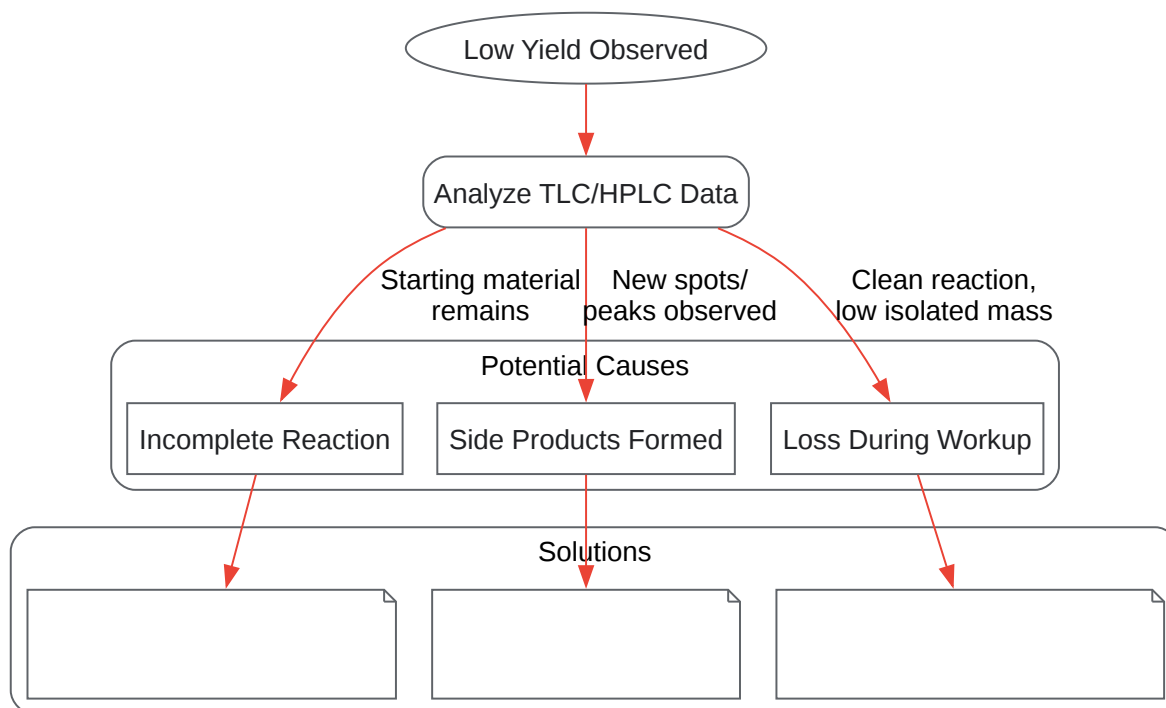 Low Yield Observed
Analyze TLC/HPLC Data
Starting material
remains
New spots/
peaks observed
Clean reaction,
low isolated mass
Potential Causes
Incomplete Reaction
Side Products Formed
Loss During Workup
Solutions